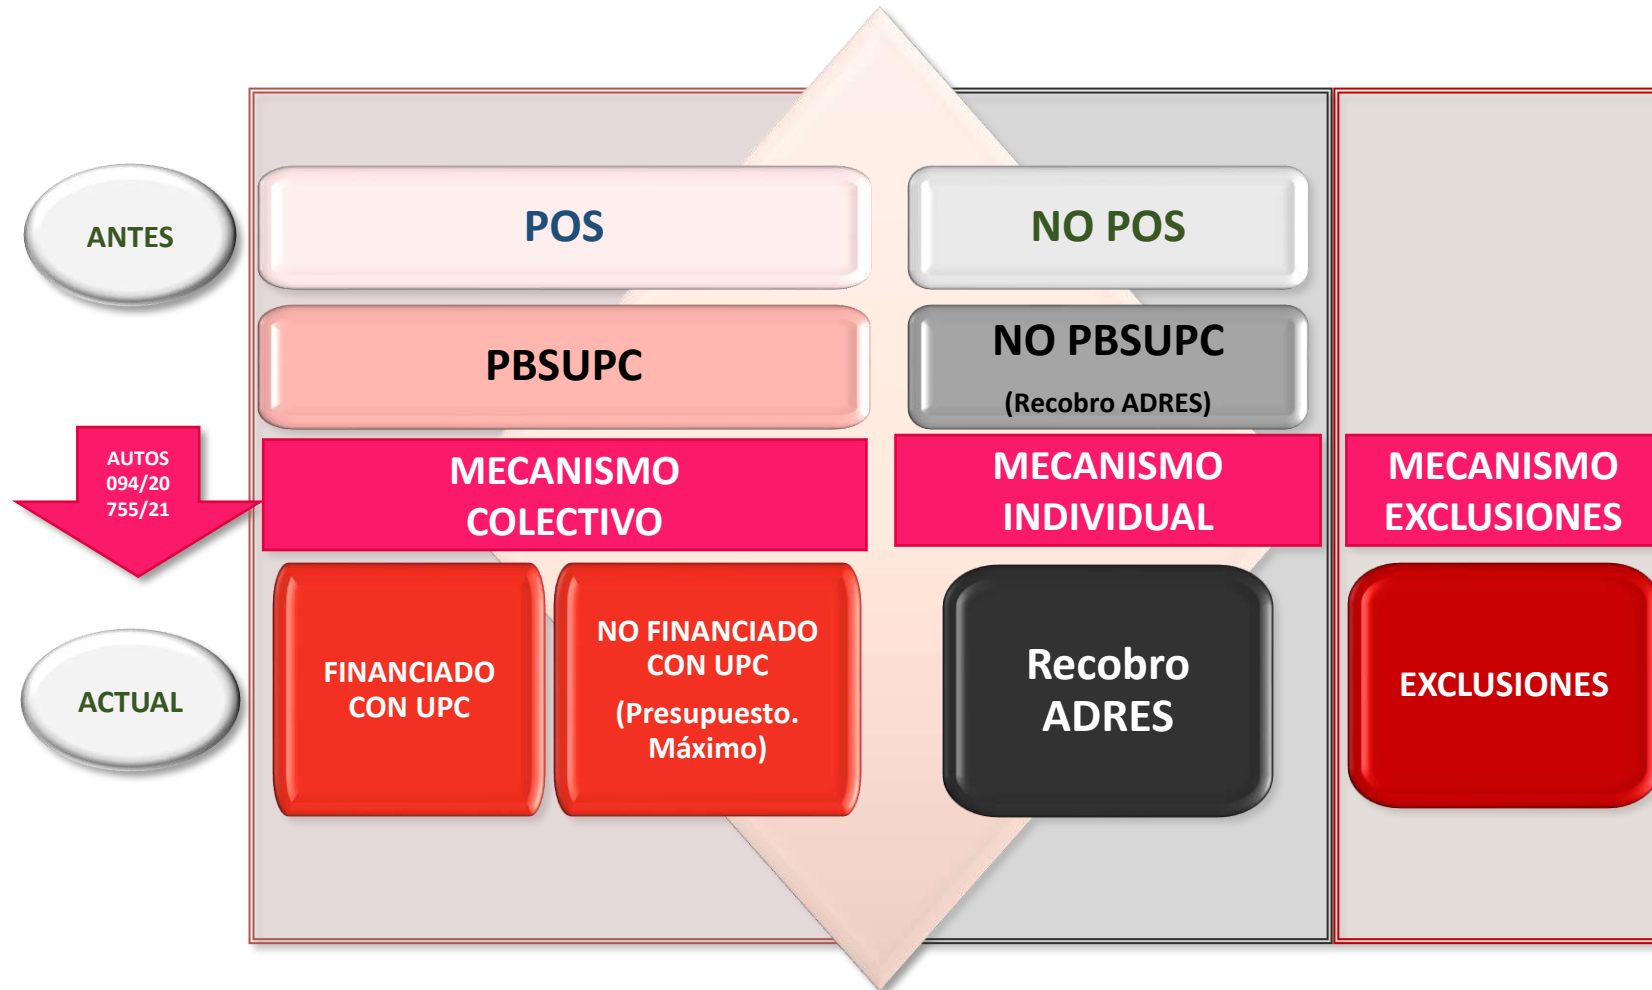 ANTES
POS
NO POS
PBSUPC
NO PBSUPC
(Recobro ADRES)
AUTOS
094/20
755/21
MECANISMO
COLECTIVO
MECANISMO
INDIVIDUAL
MECANISMO
EXCLUSIONES
ACTUAL
FINANCIADO
CON UPC
NO FINANCIADO
CON UPC
(Presupuesto.
Máximo)
Recobro
ADRES
EXCLUSIONES